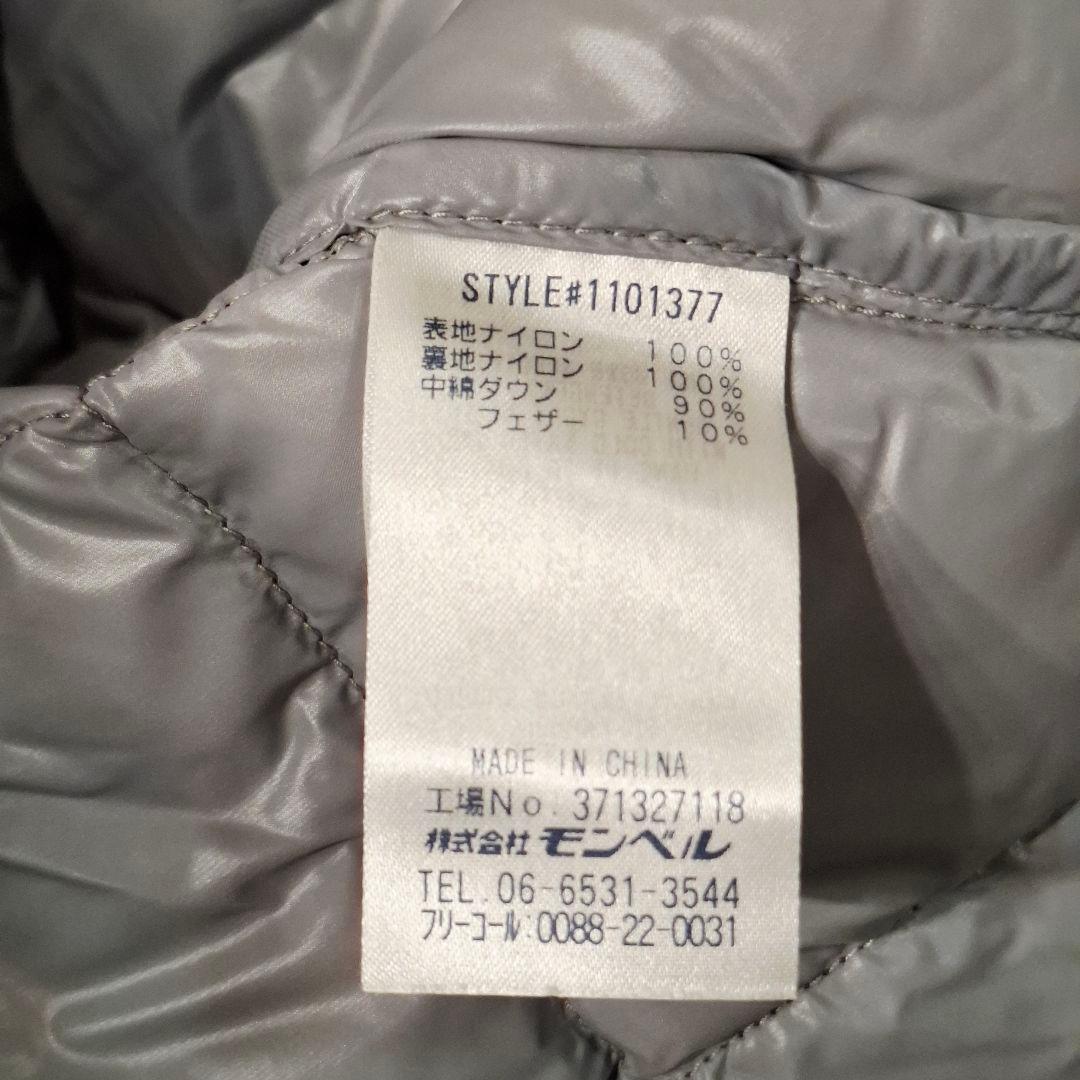 STYLE#1101377
表地ナイロン 100%
裏地ナイロン 100%
中綿ダウン 90%
フェザー 10%
MADE IN CHINA
工場No. 371327118
株式会社 モンベル
TEL.06-6531-3544
フリーコール:0088-22-0031